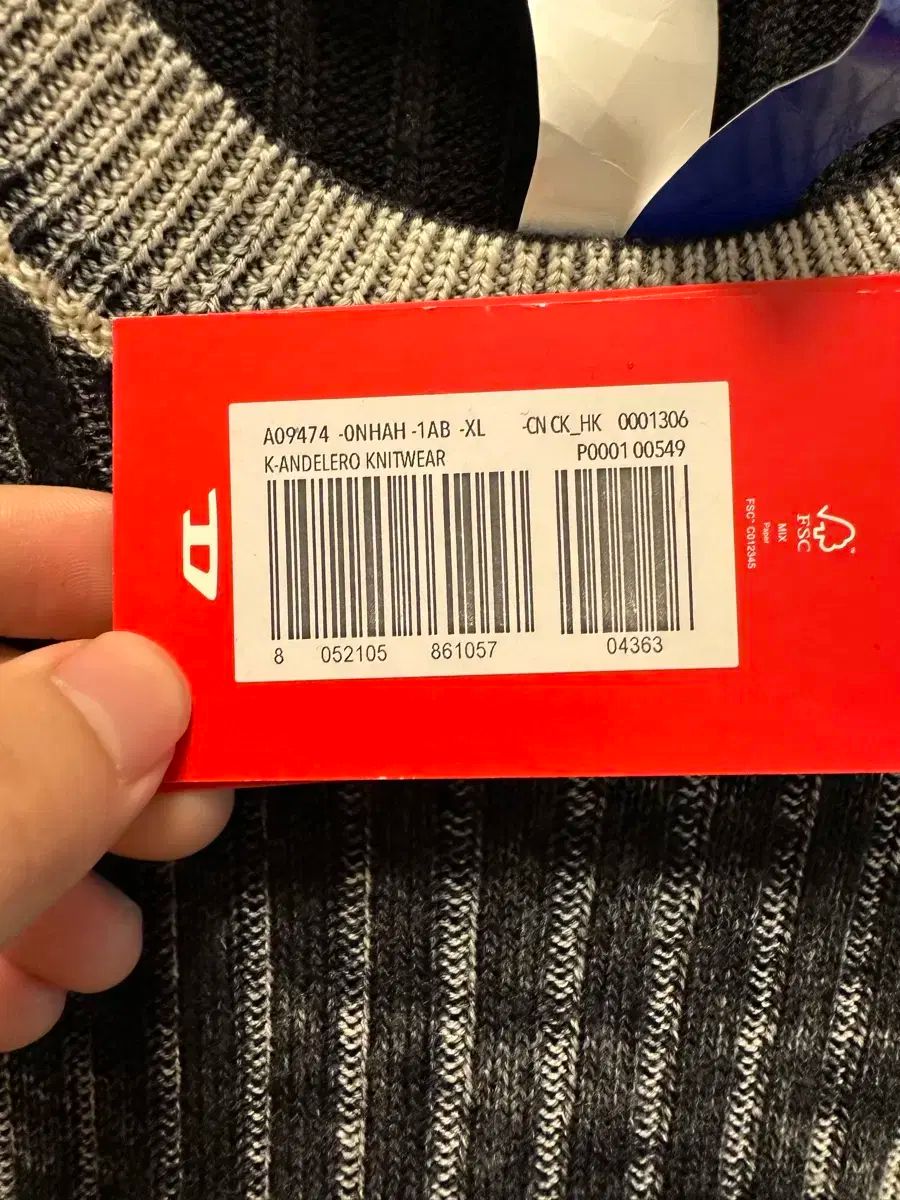 A09474 -0NHAH -1AB -XL -CN CK_HK 0001306
K-ANDELERO KNITWEAR P0001 00549
8 052105 861057 04363
D
FSC
MIX
Paper
FSC® C012345